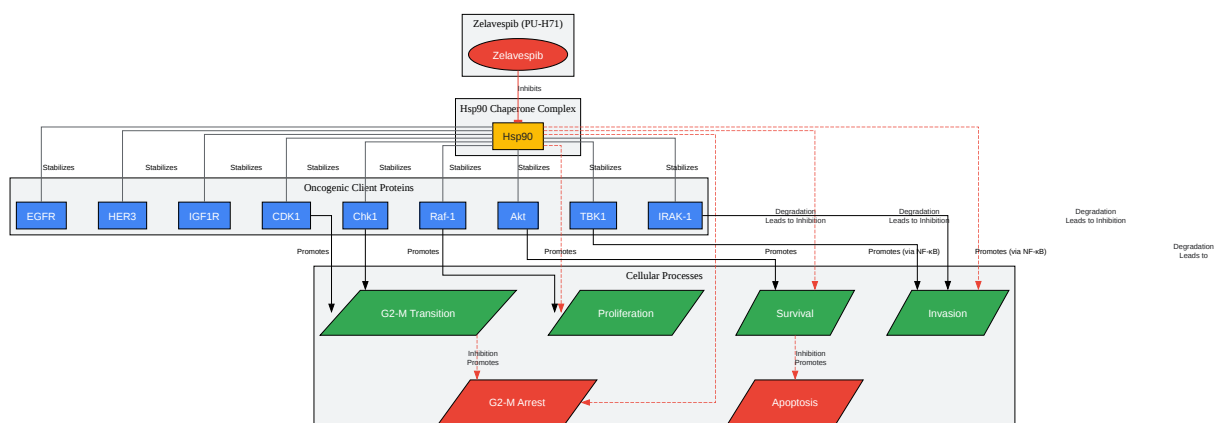 Zelavespib (PU-H71)
Zelavespib
Inhibits
Hsp90 Chaperone Complex
Hsp90
Stabilizes
Stabilizes
Stabilizes
Stabilizes
Stabilizes
Stabilizes
Stabilizes
Stabilizes
Stabilizes
Oncogenic Client Proteins
EGFR
HER3
IGF1R
CDK1
Chk1
Raf-1
Akt
TBK1
IRAK-1
Degradation
Leads to Inhibition
Degradation
Leads to Inhibition
Degradation
Leads to Inhibition
Degradation
Leads to
Promotes
Promotes
Promotes
Promotes
Promotes (via NF-κB)
Promotes (via NF-κB)
Cellular Processes
G2-M Transition
Proliferation
Survival
Invasion
Inhibition
Promotes
Inhibition
Promotes
G2-M Arrest
Apoptosis